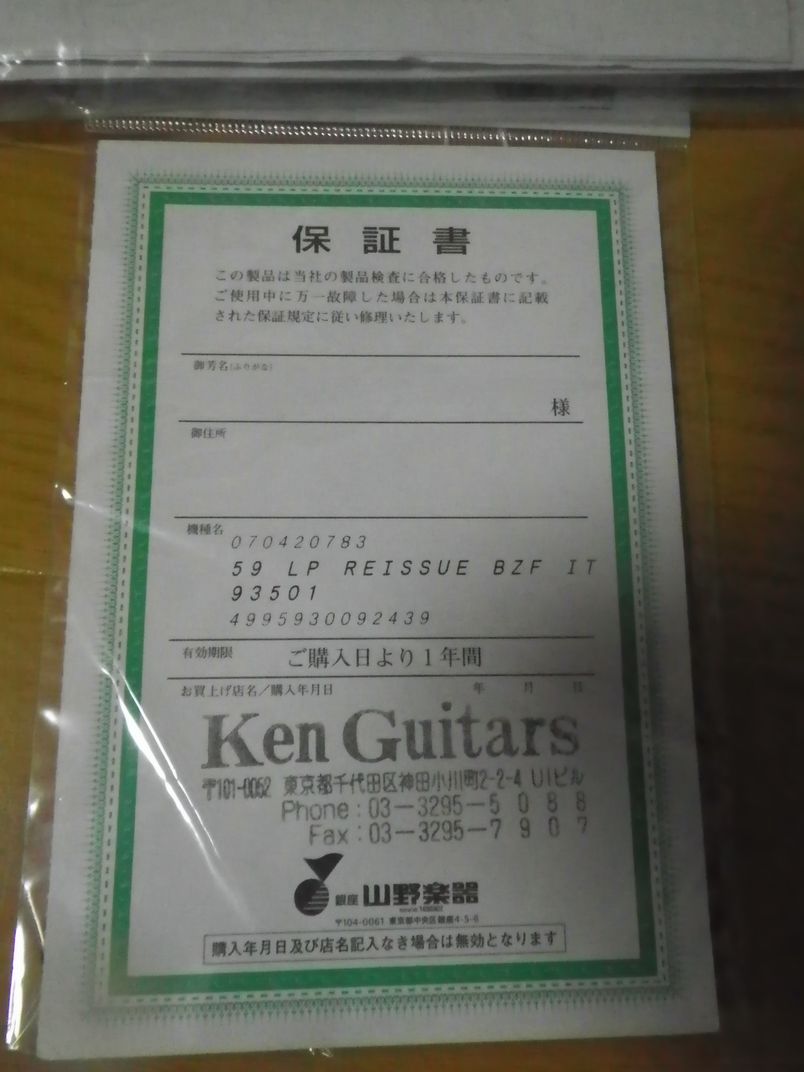 保証書
この製品は当社の製品検査に合格したものです。
ご使用中に万一故障した場合は本保証書に記載
された保証規定に従い修理いたします。
御芳名(ふりがな)
様
御住所
機種名
070420783
59 LP REISSUE BZF IT
93501
4995930092439
有効期限 ご購入日より1年間
お買上げ店名/購入年月日 年 月 日
Ken Guitars
〒101-0052 東京都千代田区神田小川町2-2-4 UIビル
Phone:03-3295-5088
Fax:03-3295-7907
銀座 山野楽器
〒104-0061 東京都中央区銀座4-5-6
購入年月日及び店名記入なき場合は無効となります